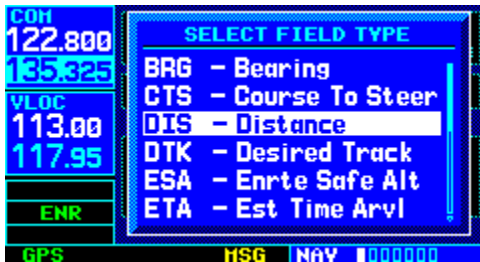 COM
122.800
135.325
VLOC
113.00
117.95
ENR
SELECT FIELD TYPE
BRG - Bearing
CTS - Course To Steer
DIS - Distance
DTK - Desired Track
ESA - Enrte Safe Alt
ETA - Est Time Arvl
GPS MSG NAV